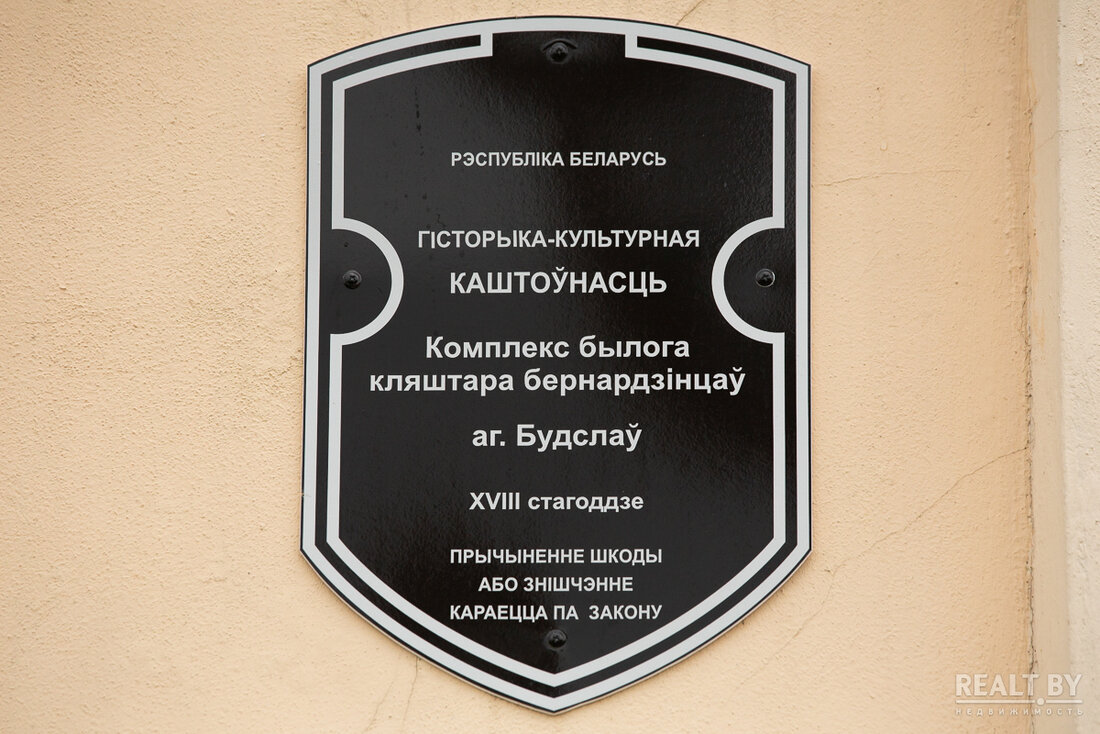 РЭСПУБЛІКА БЕЛАРУСЬ
ГІСТОРЫКА-КУЛЬТУРНАЯ
КАШТОЎНАСЦЬ
Комплекс былога
кляштара бернардзінцаў
аг. Будслаў
XVIII стагоддзе
ПРЫЧЫНЕННЕ ШКОДЫ
АБО ЗНІШЧЭННЕ
КАРАЕЦЦА ПА ЗАКОНУ
REALT.BY
НЕДВИЖИМОСТЬ